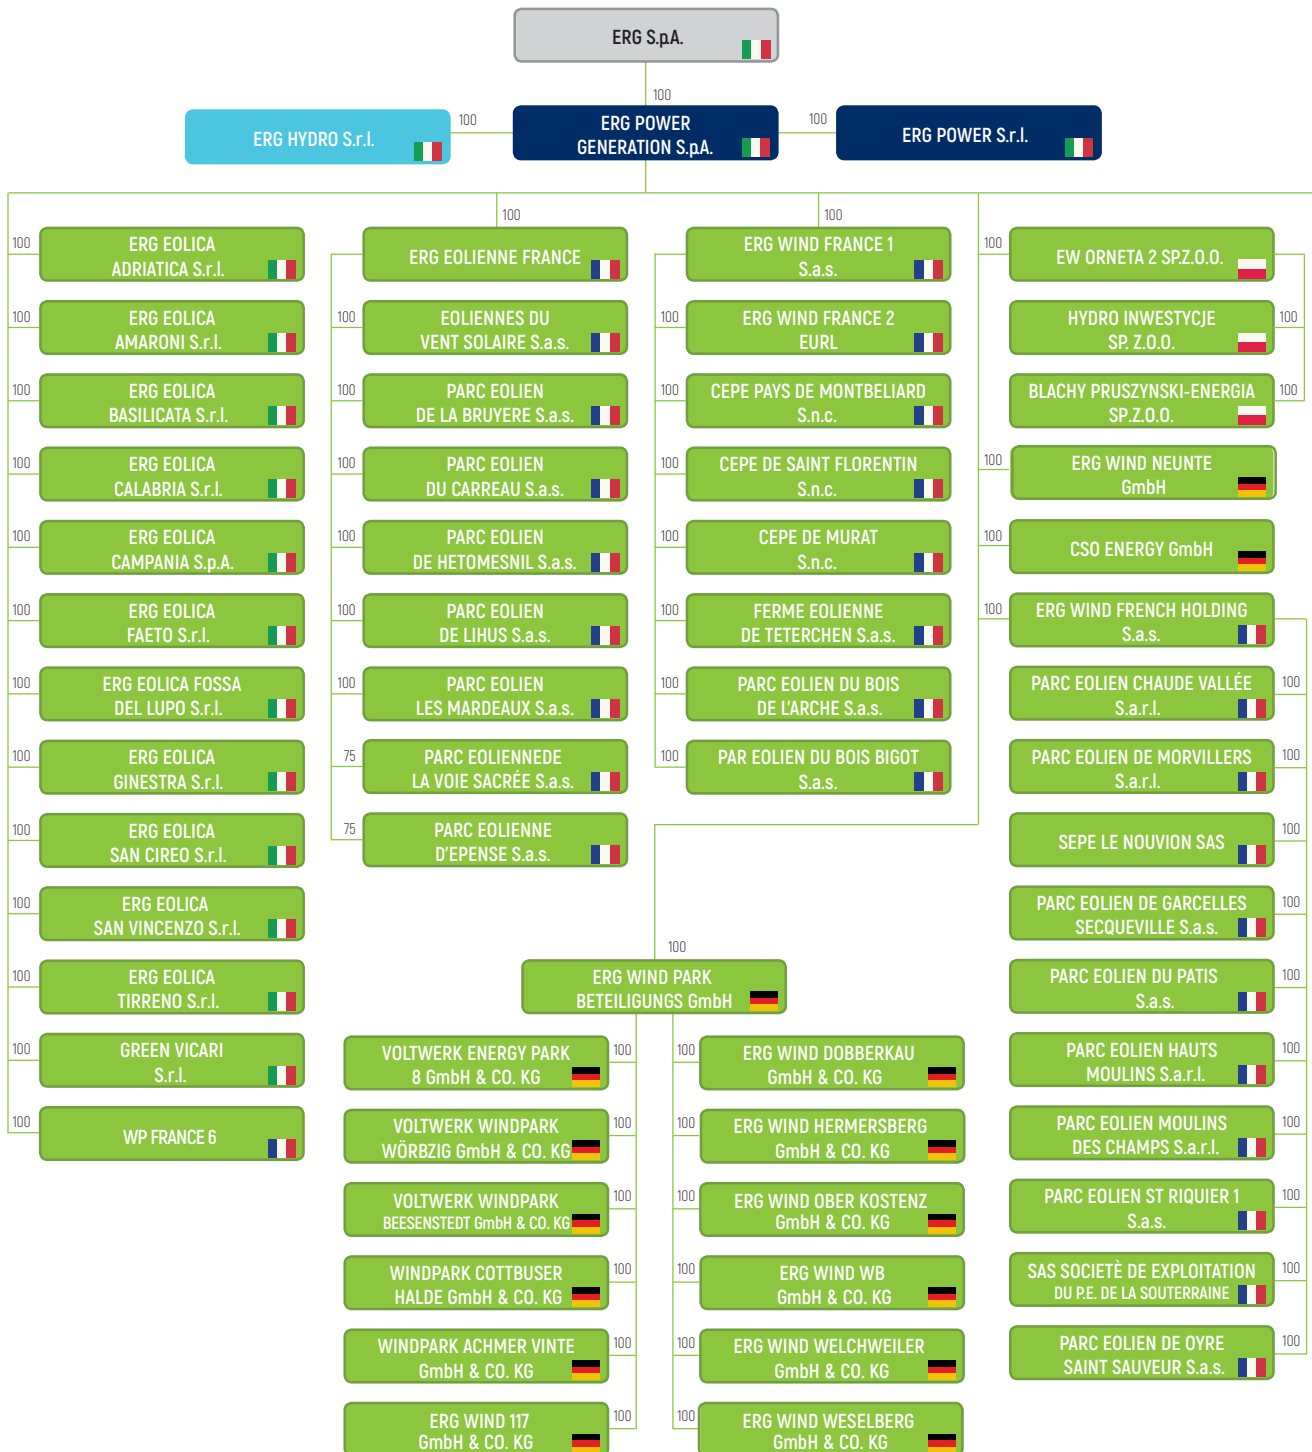 ERG S.p.A.
100
ERG HYDRO S.r.l.
100
ERG POWER
GENERATION S.p.A.
100
ERG POWER S.r.l.
100
ERG EOLICA
ADRIATICA S.r.l.
100
ERG EOLICA
AMARONI S.r.l.
100
ERG EOLICA
BASILICATA S.r.l.
100
ERG EOLICA
CALABRIA S.r.l.
100
ERG EOLICA
CAMPANIA S.p.A.
100
ERG EOLICA
FAETO S.r.l.
100
ERG EOLICA FOSSA
DEL LUPO S.r.l.
100
ERG EOLICA
GINESTRA S.r.l.
100
ERG EOLICA
SAN CIREO S.r.l.
100
ERG EOLICA
SAN VINCENZO S.r.l.
100
ERG EOLICA
TIRRENO S.r.l.
100
GREEN VICARI
S.r.l.
100
WP FRANCE 6
100
ERG EOLIENNE FRANCE
100
EOLIENNES DU
VENT SOLAIRE S.a.s.
100
PARC EOLIEN
DE LA BRUYERE S.a.s.
100
PARC EOLIEN
DU CARREAU S.a.s.
100
PARC EOLIEN
DE HETOMESNIL S.a.s.
100
PARC EOLIEN
DE LIHUS S.a.s.
100
PARC EOLIEN
LES MARDEAUX S.a.s.
75
PARC EOLIENNEDE
LA VOIE SACRÉE S.a.s.
75
PARC EOLIENNE
D'EPENSE S.a.s.
100
ERG WIND FRANCE 1
S.a.s.
100
ERG WIND FRANCE 2
EURL
100
CEPE PAYS DE MONTBELIARD
S.n.c.
100
CEPE DE SAINT FLORENTIN
S.n.c.
100
CEPE DE MURAT
S.n.c.
100
FERME EOLIENNE
DE TETERCHEN S.a.s.
100
PARC EOLIEN DU BOIS
DE L'ARCHE S.a.s.
100
PAR EOLIEN DU BOIS BIGOT
S.a.s.
100
EW ORNETA 2 SP.Z.O.O.
HYDRO INWESTYCJE
SP. Z.O.O.
100
BLACHY PRUSZYNSKI-ENERGIA
SP.Z.O.O.
100
100
ERG WIND NEUNTE
GmbH
100
CSO ENERGY GmbH
100
ERG WIND FRENCH HOLDING
S.a.s.
PARC EOLIEN CHAUDE VALLÉE
S.a.r.l.
100
PARC EOLIEN DE MORVILLERS
S.a.r.l.
100
SEPE LE NOUVION SAS
100
PARC EOLIEN DE GARCELLES
SECQUEVILLE S.a.s.
100
PARC EOLIEN DU PATIS
S.a.s.
100
PARC EOLIEN HAUTS
MOULINS S.a.r.l.
100
PARC EOLIEN MOULINS
DES CHAMPS S.a.r.l.
100
PARC EOLIEN ST RIQUIER 1
S.a.s.
100
SAS SOCIETÈ DE EXPLOITATION
DU P.E. DE LA SOUTERRAINE
100
PARC EOLIEN DE OYRE
SAINT SAUVEUR S.a.s.
100
100
ERG WIND PARK
BETEILIGUNGS GmbH
VOLTWERK ENERGY PARK
8 GmbH & CO. KG
100
VOLTWERK WINDPARK
WÖRBZIG GmbH & CO. KG
100
VOLTWERK WINDPARK
BEESENSTEDT GmbH & CO. KG
100
WINDPARK COTTBUSER
HALDE GmbH & CO. KG
100
WINDPARK ACHMER VINTE
GmbH & CO. KG
100
ERG WIND 117
GmbH & CO. KG
100
100
ERG WIND DOBBERKAU
GmbH & CO. KG
100
ERG WIND HERMERSBERG
GmbH & CO. KG
100
ERG WIND OBER KOSTENZ
GmbH & CO. KG
100
ERG WIND WB
GmbH & CO. KG
100
ERG WIND WELCHWEILER
GmbH & CO. KG
100
ERG WIND WESELBERG
GmbH & CO. KG